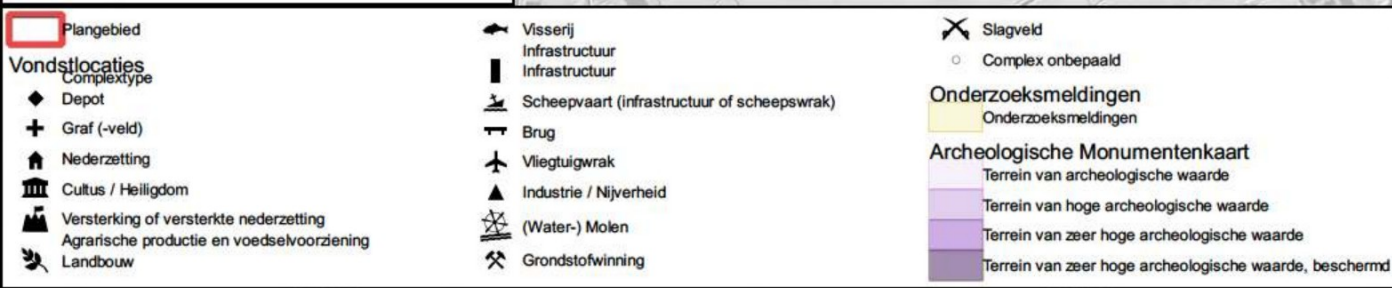 Plangebied
Vondstlocaties
Complextype
Depot
Graf (-veld)
Nederzetting
Cultus / Heiligdom
Versterking of versterkte nederzetting
Agrarische productie en voedselvoorziening
Landbouw
Visserij
Infrastructuur
Infrastructuur
Scheepvaart (infrastructuur of scheepswrak)
Brug
Vliegtuigwrak
Industrie / Nijverheid
(Water-) Molen
Grondstofwinning
Slagveld
Complex onbepaald
Onderzoeksmeldingen
Onderzoeksmeldingen
Archeologische Monumentenkaart
Terrein van archeologische waarde
Terrein van hoge archeologische waarde
Terrein van zeer hoge archeologische waarde
Terrein van zeer hoge archeologische waarde, beschermd